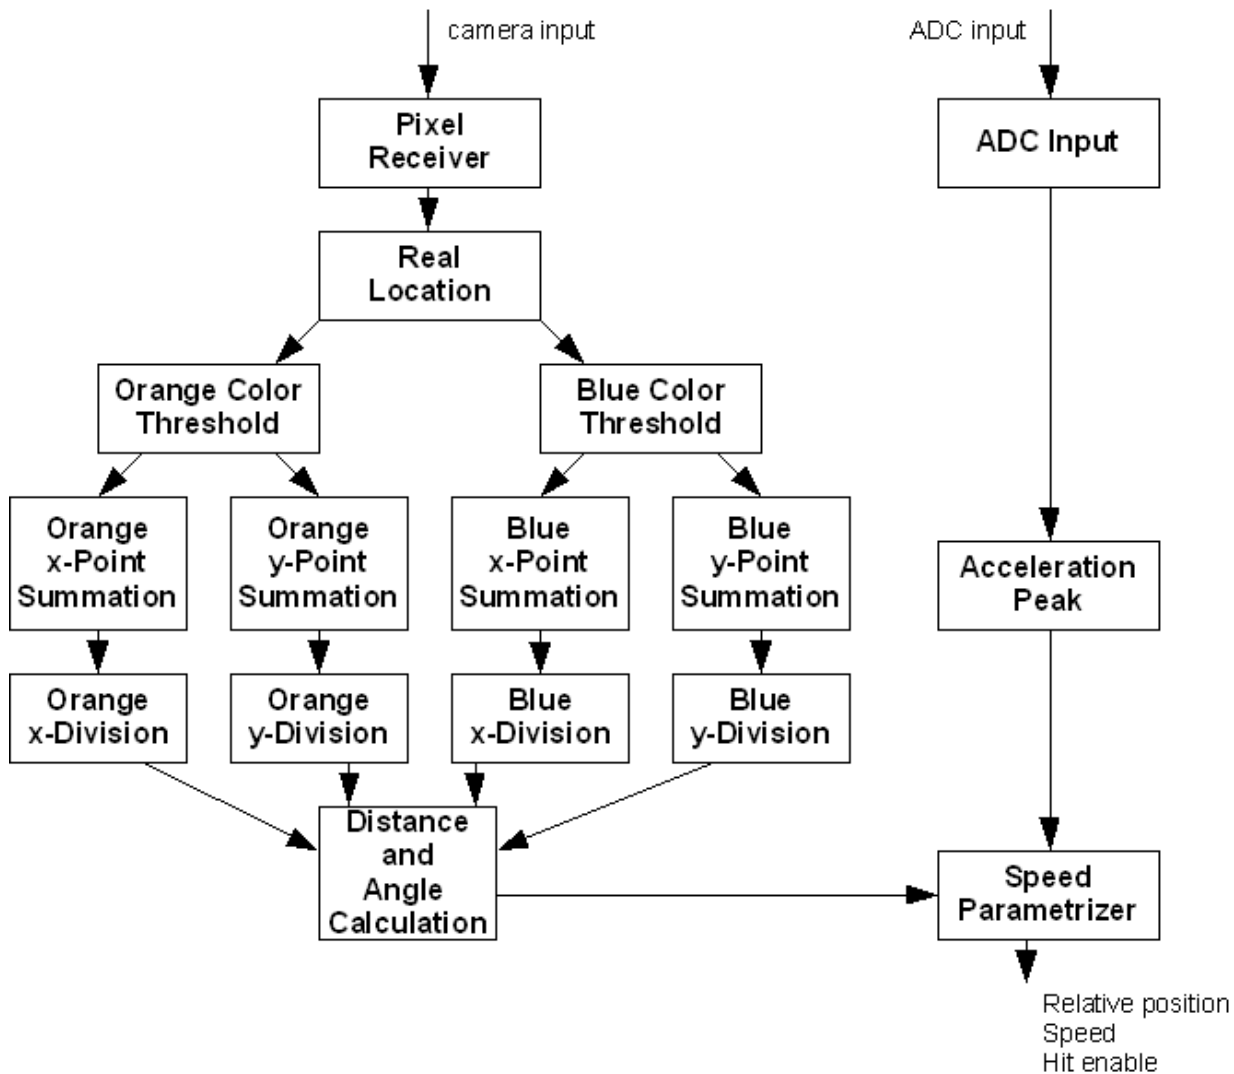 camera input
ADC input
Pixel
Receiver
ADC Input
Real
Location
Orange Color
Threshold
Blue Color
Threshold
Orange
x-Point
Summation
Orange
y-Point
Summation
Blue
x-Point
Summation
Blue
y-Point
Summation
Acceleration
Peak
Orange
x-Division
Orange
y-Division
Blue
x-Division
Blue
y-Division
Distance
and
Angle
Calculation
Speed
Parametrizer
Relative position
Speed
Hit enable